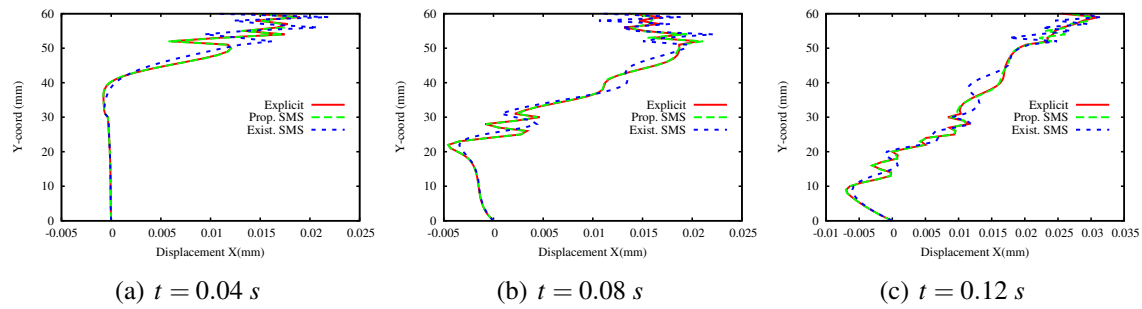 60
50
40
30
20
10
0
Y-coord (mm)
Explicit
Prop. SMS
Exist. SMS
-0.005 0 0.005 0.01 0.015 0.02 0.025
Displacement X(mm)
(a) t = 0.04 s
60
50
40
30
20
10
0
Y-coord (mm)
Explicit
Prop. SMS
Exist. SMS
-0.005 0 0.005 0.01 0.015 0.02 0.025
Displacement X(mm)
(b) t = 0.08 s
60
50
40
30
20
10
0
Y-coord (mm)
Explicit
Prop. SMS
Exist. SMS
-0.01 -0.005 0 0.005 0.01 0.015 0.02 0.025 0.03 0.035
Displacement X(mm)
(c) t = 0.12 s